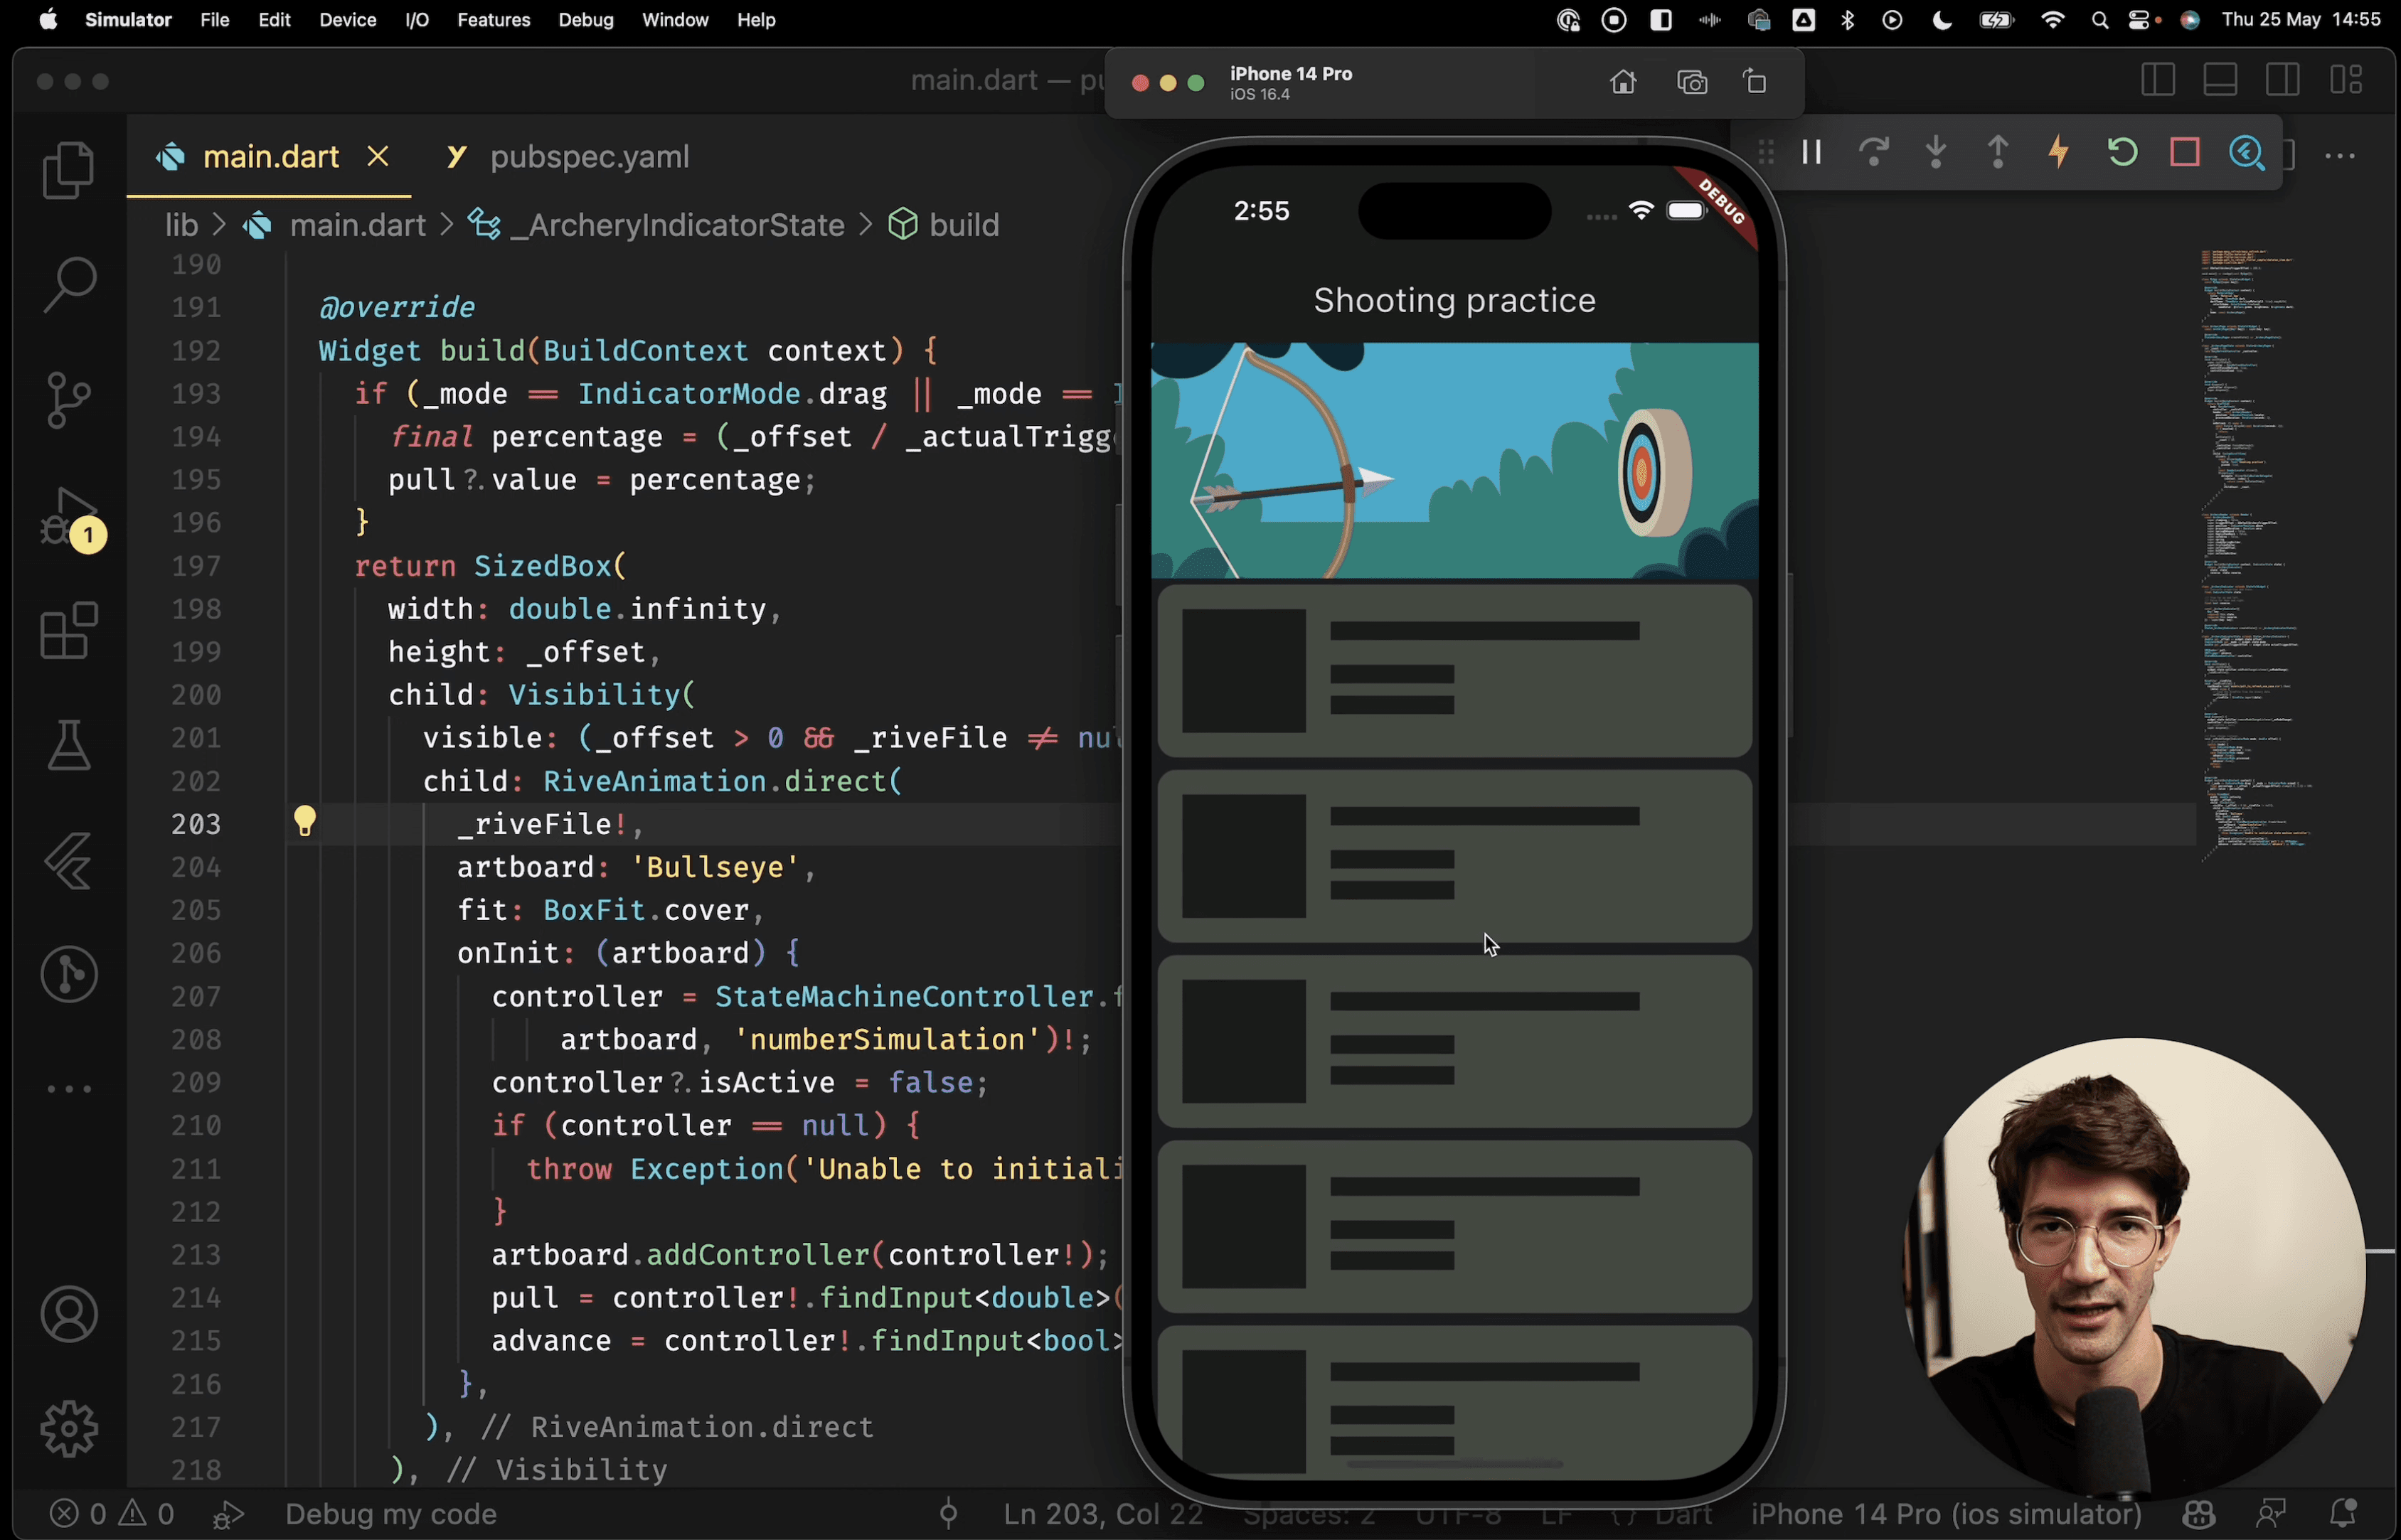 Simulator File Edit Device I/O Features Debug Window Help Thu 25 May 14:55
main.dart — pu
iPhone 14 Pro
iOS 16.4
main.dart
pubspec.yaml
lib > main.dart > _ArcheryIndicatorState > build
190
191 @override
192 Widget build(BuildContext context) {
193 if (_mode == IndicatorMode.drag || _mode == I
194 final percentage = (_offset / _actualTrigg
195 pull?.value = percentage;
196 }
197 return SizedBox(
198 width: double.infinity,
199 height: _offset,
200 child: Visibility(
201 visible: (_offset > 0 && _riveFile != nul
202 child: RiveAnimation.direct(
203 _riveFile!,
204 artboard: 'Bullseye',
205 fit: BoxFit.cover,
206 onInit: (artboard) {
207 controller = StateMachineController.f
208 artboard, 'numberSimulation')!;
209 controller?.isActive = false;
210 if (controller == null) {
211 throw Exception('Unable to initiali
212 }
213 artboard.addController(controller!);
214 pull = controller!.findInput<double>(
215 advance = controller!.findInput<bool>
216 },
217 ), // RiveAnimation.direct
218 ), // Visibility
1
2:55
DEBUG
Shooting practice
0 0 Debug my code Ln 203, Col 22 Spaces: 2 UTF-8 LF {} Dart iPhone 14 Pro (ios simulator)